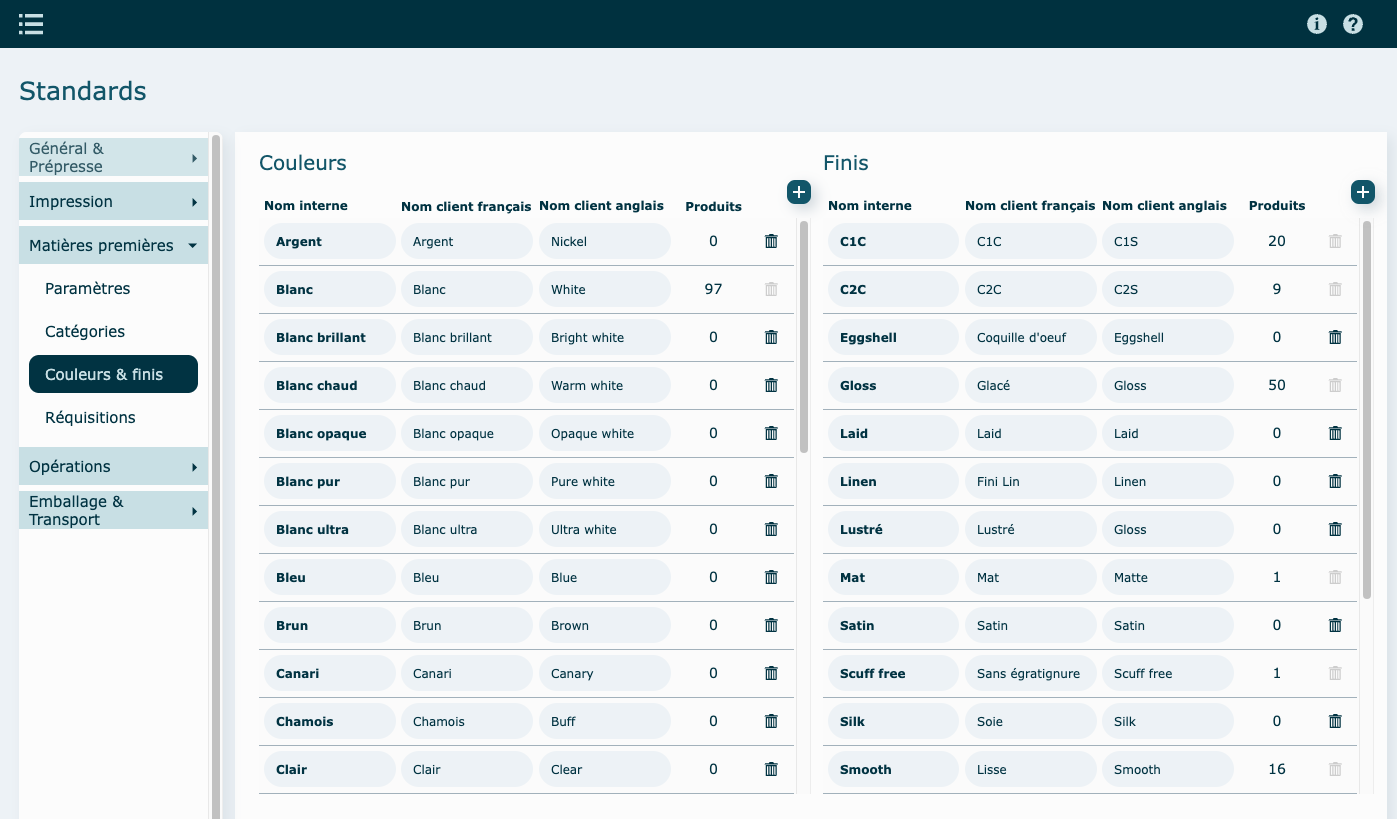 Standards
Général &
Prépresse
Impression
Matières premières
Paramètres
Catégories
Couleurs & finis
Réquisitions
Opérations
Emballage &
Transport
Couleurs
Nom interne Nom client français Nom client anglais Produits
Argent Argent Nickel 0
Blanc Blanc White 97
Blanc brillant Blanc brillant Bright white 0
Blanc chaud Blanc chaud Warm white 0
Blanc opaque Blanc opaque Opaque white 0
Blanc pur Blanc pur Pure white 0
Blanc ultra Blanc ultra Ultra white 0
Bleu Bleu Blue 0
Brun Brun Brown 0
Canari Canari Canary 0
Chamois Chamois Buff 0
Clair Clair Clear 0
Finis
Nom interne Nom client français Nom client anglais Produits
C1C C1C C1S 20
C2C C2C C2S 9
Eggshell Coquille d'oeuf Eggshell 0
Gloss Glacé Gloss 50
Laid Laid Laid 0
Linen Fini Lin Linen 0
Lustré Lustré Gloss 0
Mat Mat Matte 1
Satin Satin Satin 0
Scuff free Sans égratignure Scuff free 1
Silk Soie Silk 0
Smooth Lisse Smooth 16